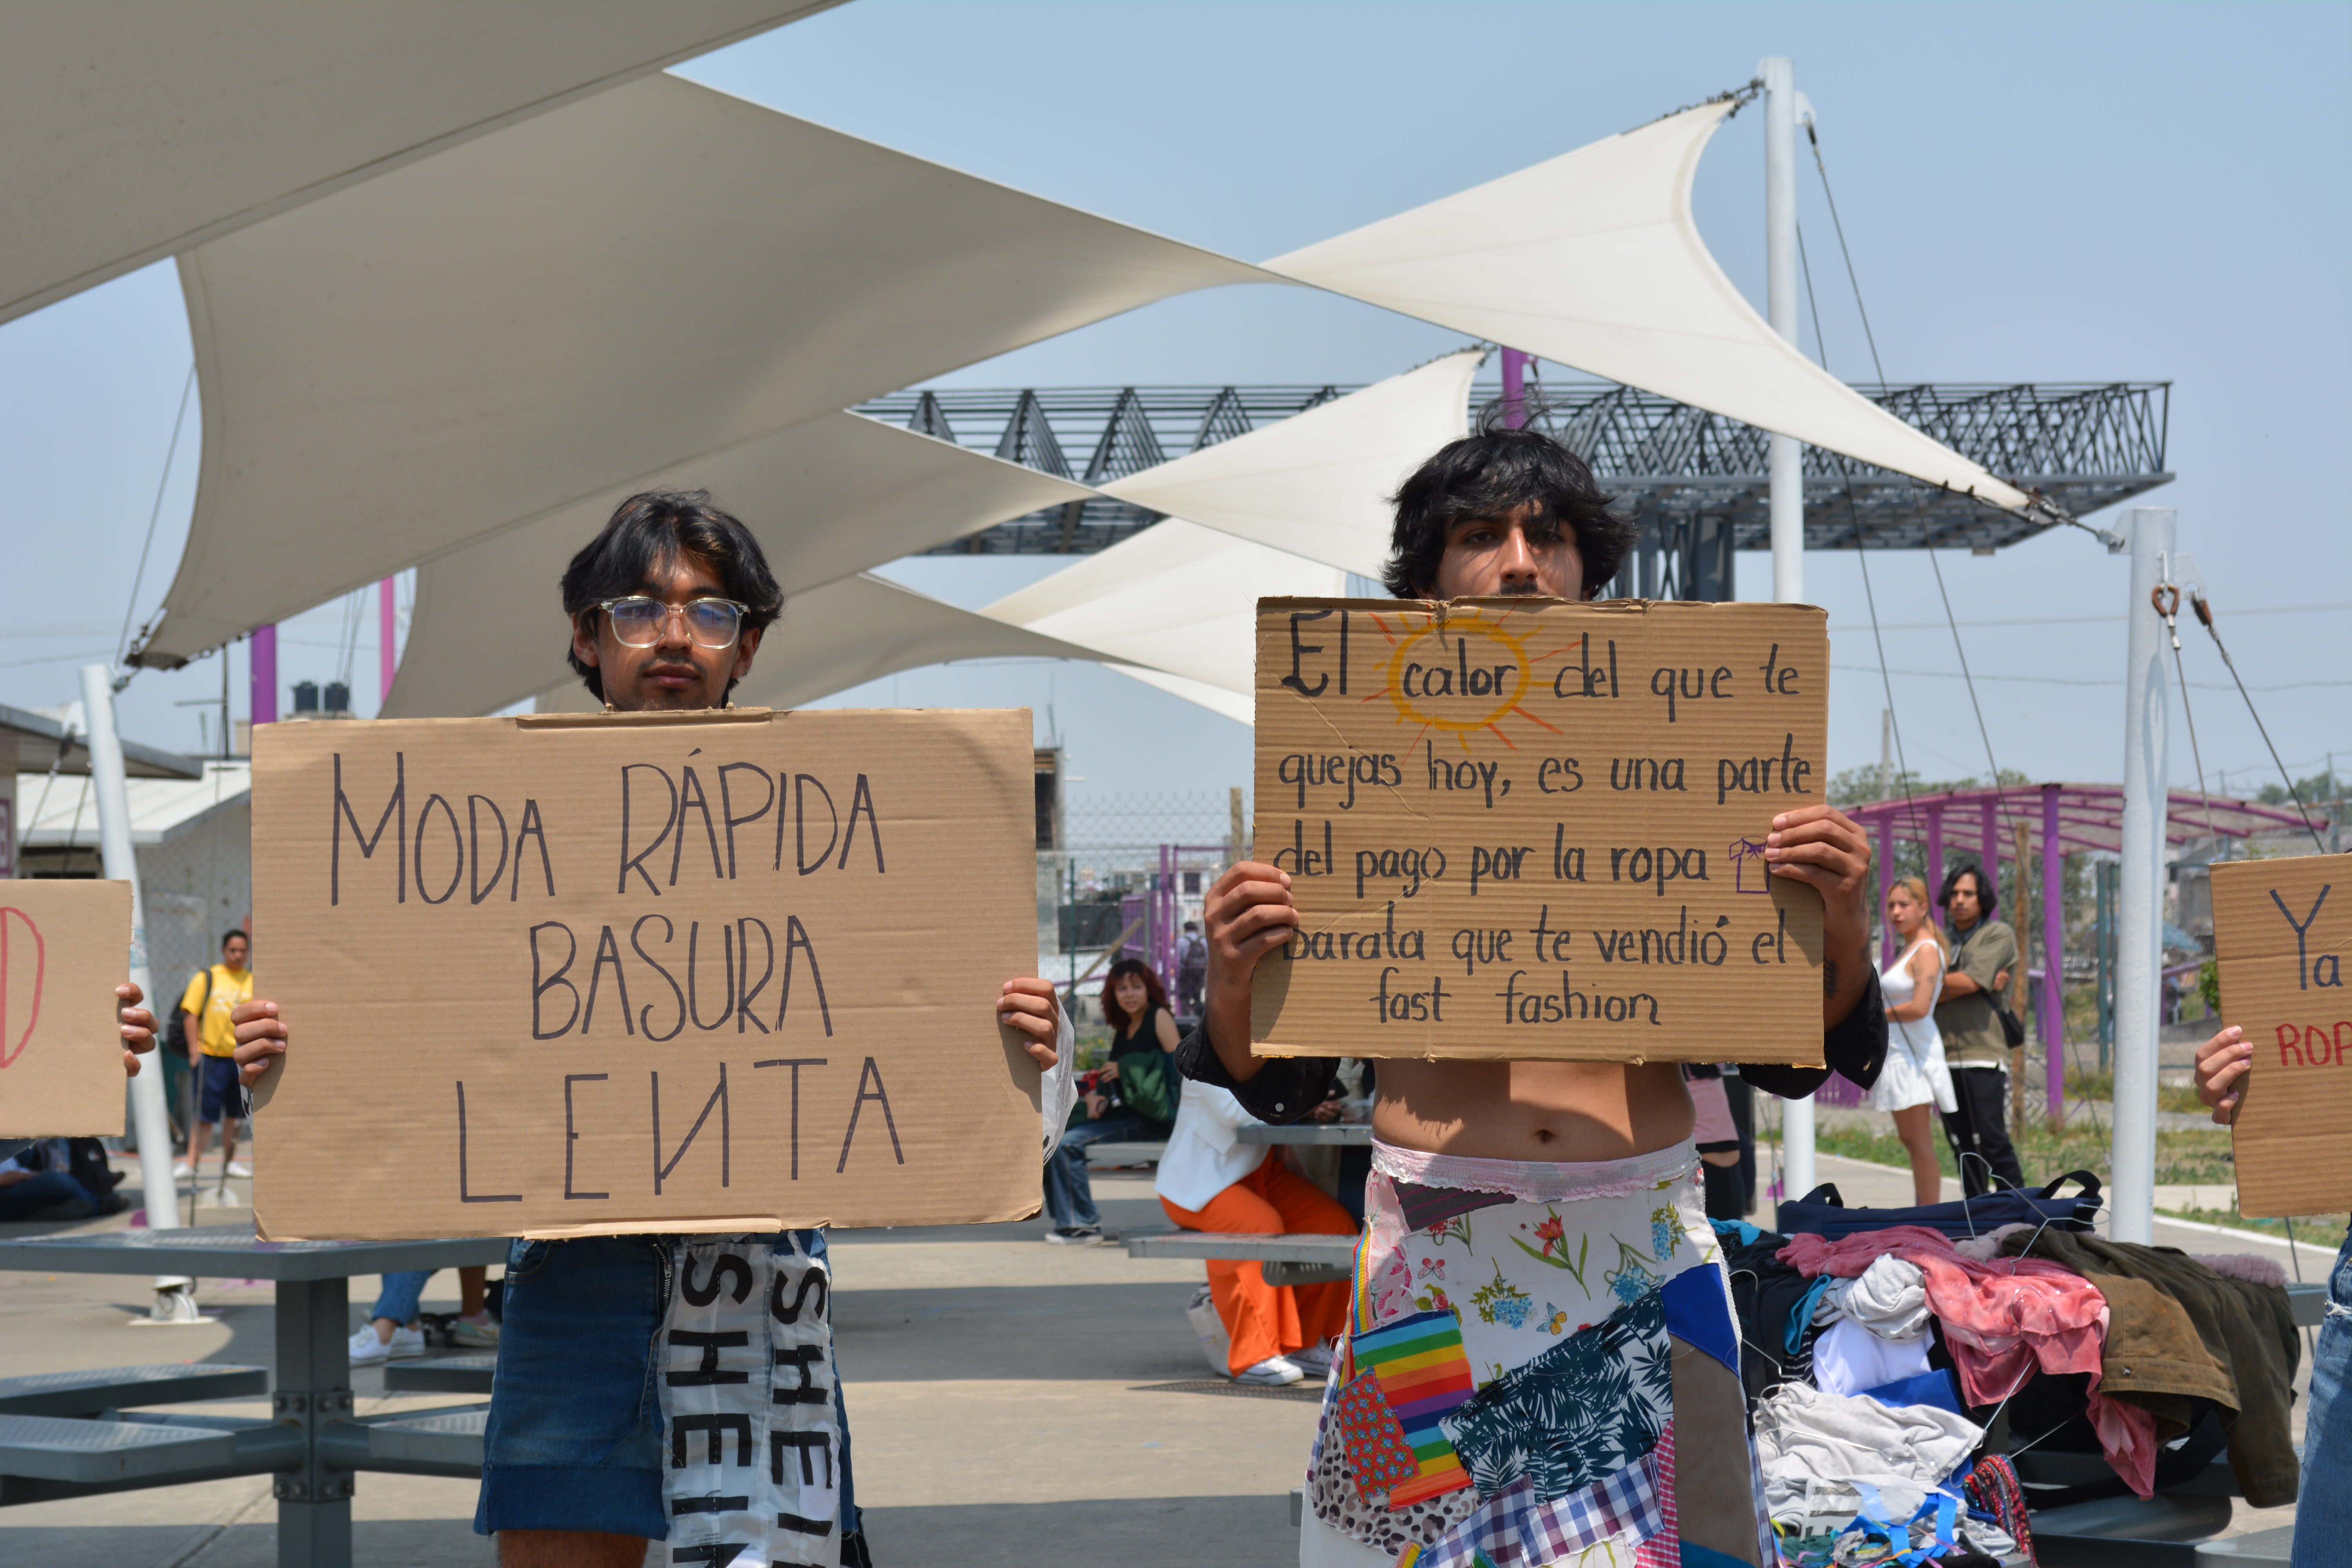 D
MODA RÁPIDA
BASURA
LENTA
El calor del que te
quejas hoy, es una parte
del pago por la ropa
barata que te vendió el
fast fashion
Ya
ROP
SHEIN
SHEIN